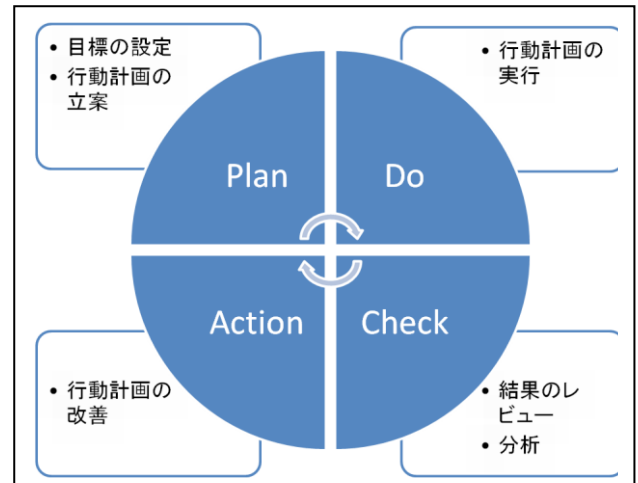 • 目標の設定
• 行動計画の
立案
• 行動計画の
実行
Plan
Do
Action
Check
• 行動計画の
改善
• 結果のレ
ビュー
• 分析